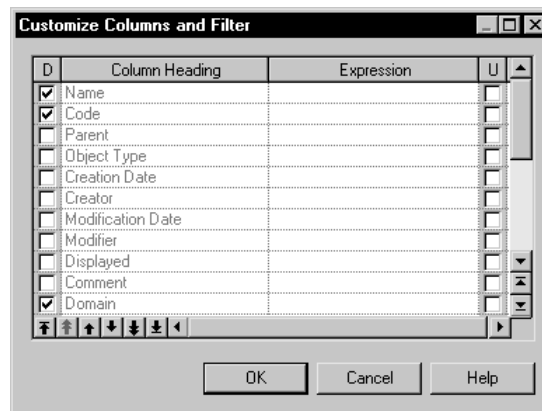 Customize Columns and Filter
D Column Heading Expression U
Name
Code
Parent
Object Type
Creation Date
Creator
Modification Date
Modifier
Displayed
Comment
Domain
OK Cancel Help